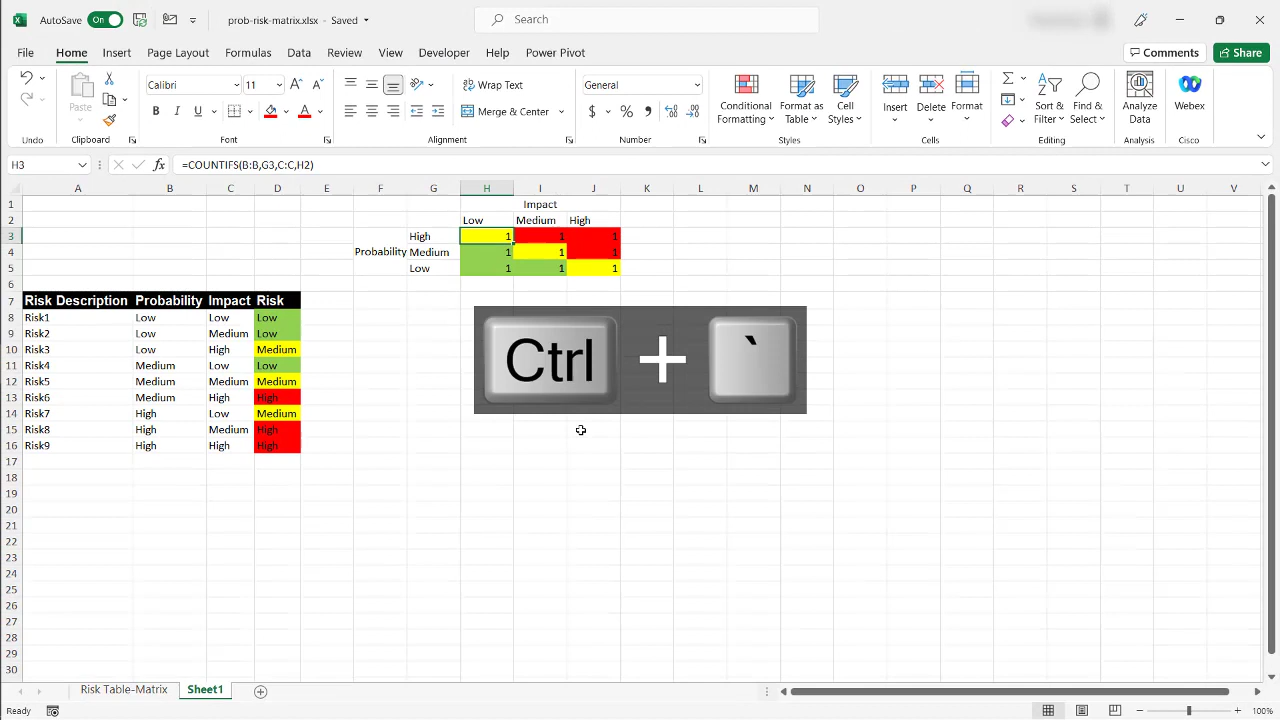 AutoSave On prob-risk-matrix.xlsx - Saved Search
File Home Insert Page Layout Formulas Data Review View Developer Help Power Pivot Comments Share
Paste Calibri 11 Wrap Text General Conditional Formatting Format as Table Cell Styles Insert Delete Format Sort & Filter Find & Select Analyze Data Webex
B I U A Merge & Center $ % 9
Undo Clipboard Font Alignment Number Styles Cells Editing Analysis Cisco
H3 fx =COUNTIFS(B:B,G3,C:C,H2)
A B C D E F G H I J K L M N O P Q R S T U V
1 Impact
2 Low Medium High
3 High 1 1 1
4 Probability Medium 1 1 1
5 Low 1 1 1
6
7 Risk Description Probability Impact Risk
8 Risk1 Low Low Low
9 Risk2 Low Medium Low
10 Risk3 Low High Medium
11 Risk4 Medium Low Low
12 Risk5 Medium Medium Medium
13 Risk6 Medium High High
14 Risk7 High Low Medium
15 Risk8 High Medium High
16 Risk9 High High High
17
18
19
20
21
22
23
24
25
26
27
28
29
30
Ctrl + `
Risk Table-Matrix Sheet1
Ready 100%